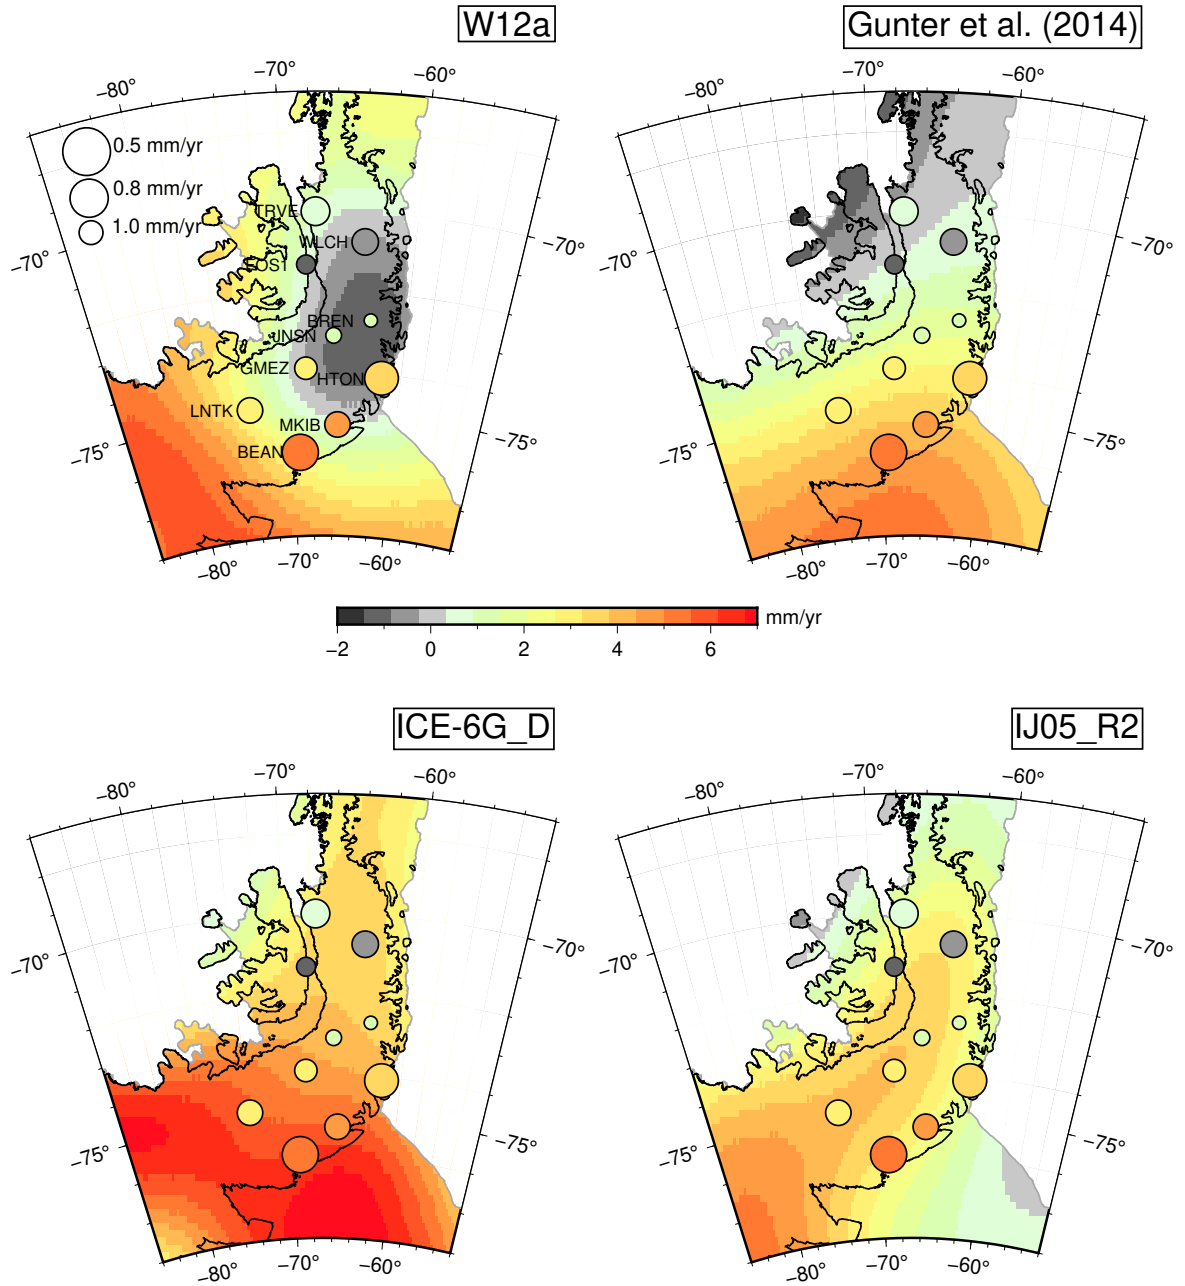 W12a
Gunter et al. (2014)
−80°
−70°
−60°
−80°
−70°
−60°
0.5 mm/yr
0.8 mm/yr
1.0 mm/yr
TRVE
WLCH
FOS1
BREN
JNSN
GMEZ
HTON
LNTK
MKIB
BEAN
−70°
−75°
−70°
−75°
−80°
−70°
−60°
−70°
−75°
−70°
−75°
−80°
−70°
−60°
−2
0
2
4
6
mm/yr
ICE-6G_D
IJ05_R2
−80°
−70°
−60°
−80°
−70°
−60°
−70°
−75°
−70°
−75°
−80°
−70°
−60°
−70°
−75°
−70°
−75°
−80°
−70°
−60°